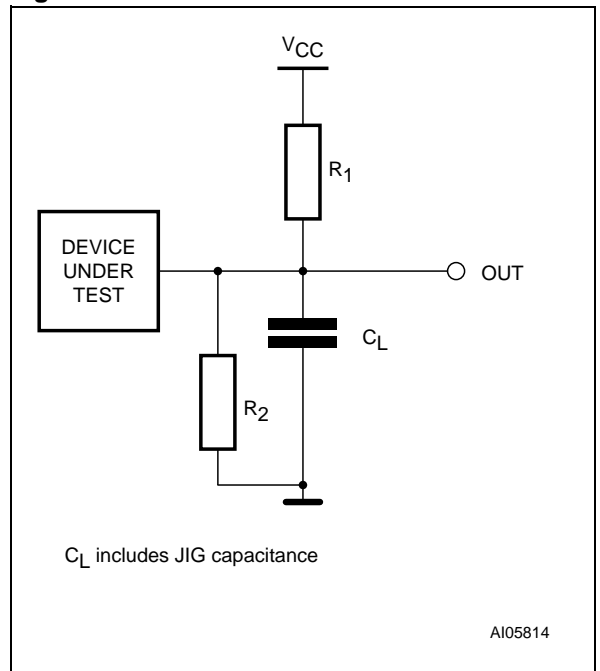 VCC
R1
DEVICE
UNDER
TEST
OUT
CL
R2
CL includes JIG capacitance
AI05814